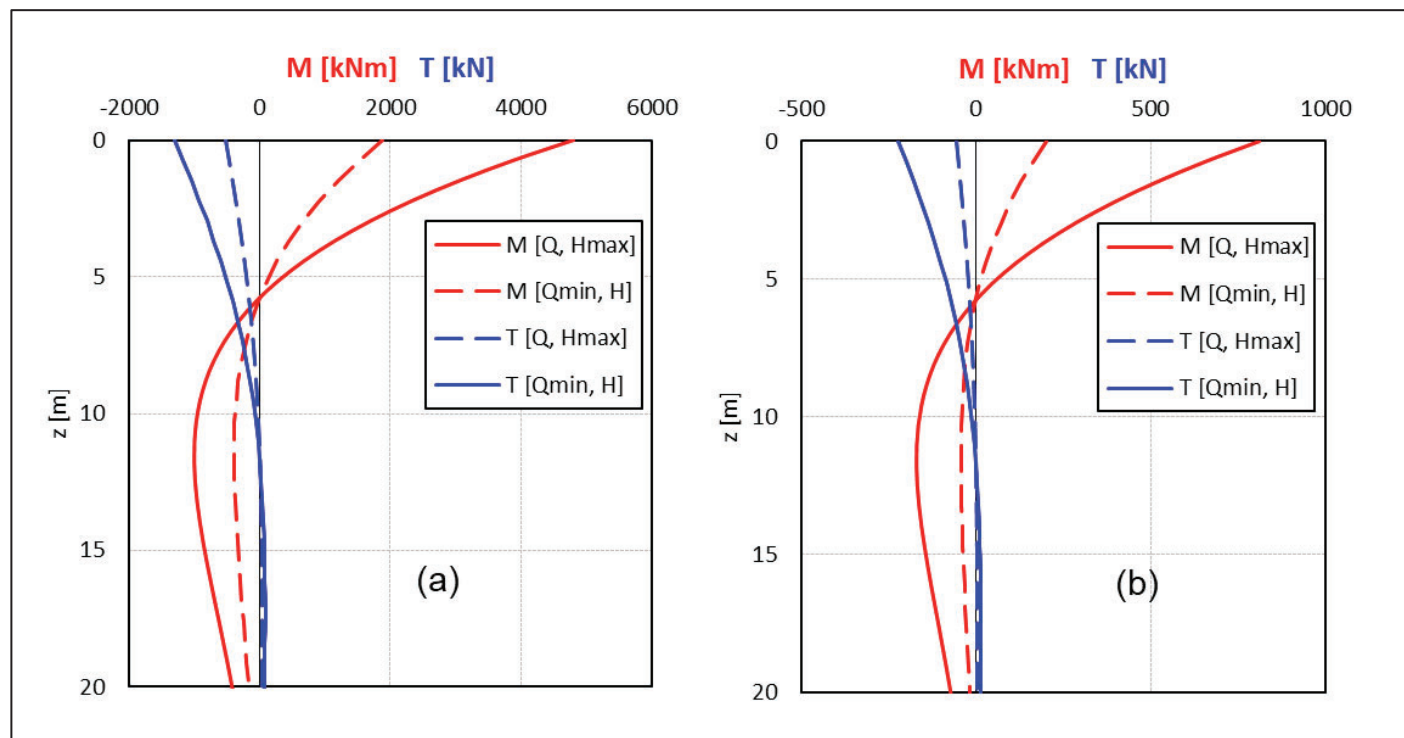 M [kNm] T [kN]
-2000 0 2000 4000 6000
0
5
10
15
20
z [m]
M [Q, Hmax]
M [Qmin, H]
T [Q, Hmax]
T [Qmin, H]
(a)
M [kNm] T [kN]
-500 0 500 1000
0
5
10
15
20
z [m]
M [Q, Hmax]
M [Qmin, H]
T [Q, Hmax]
T [Qmin, H]
(b)